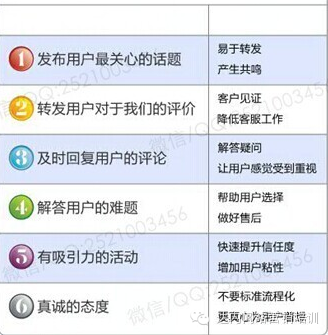 1 发布用户最关心的话题
易于转发
产生共鸣
2 转发用户对于我们的评价
客户见证
降低客服工作
3 及时回复用户的评论
解答疑问
让用户感觉受到重视
4 解答用户的难题
帮助用户选择
做好售后
5 有吸引力的活动
快速提升信任度
增加用户粘性
6 真诚的态度
不要标准流程化
微信/QQ:2521003456